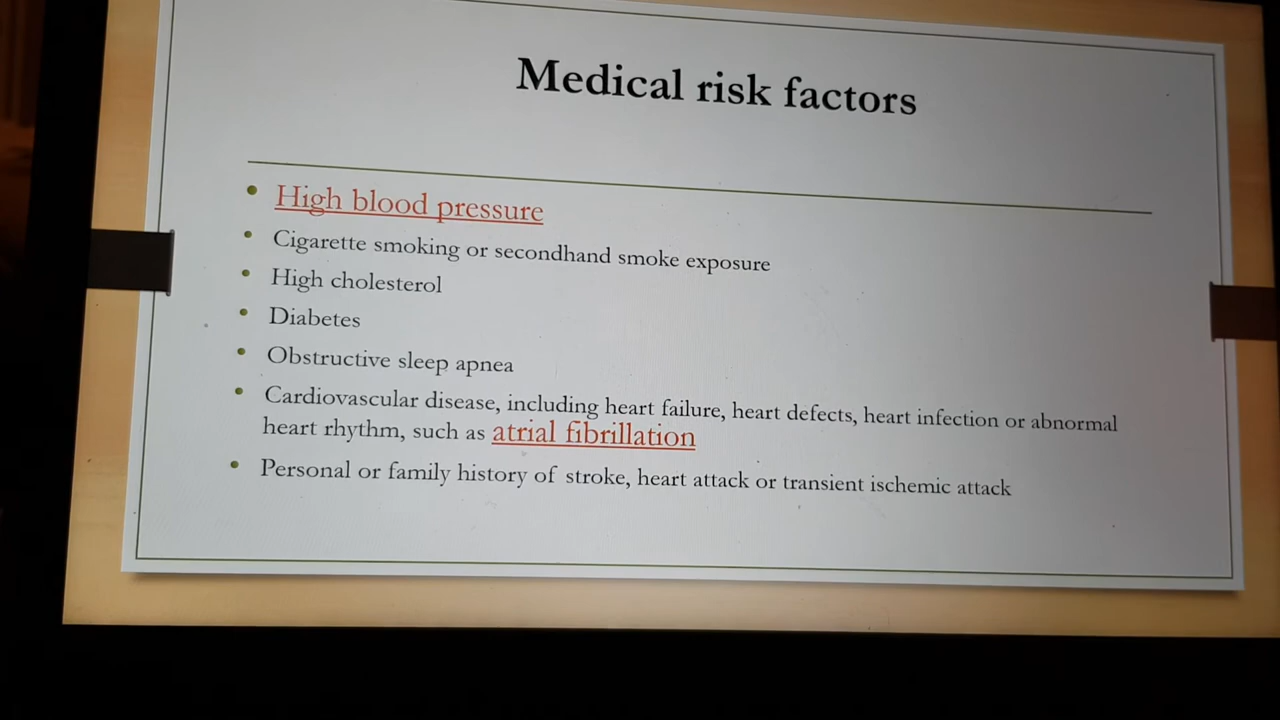 Medical risk factors
High blood pressure
Cigarette smoking or secondhand smoke exposure
High cholesterol
Diabetes
Obstructive sleep apnea
Cardiovascular disease, including heart failure, heart defects, heart infection or abnormal
heart rhythm, such as atrial fibrillation
Personal or family history of stroke, heart attack or transient ischemic attack